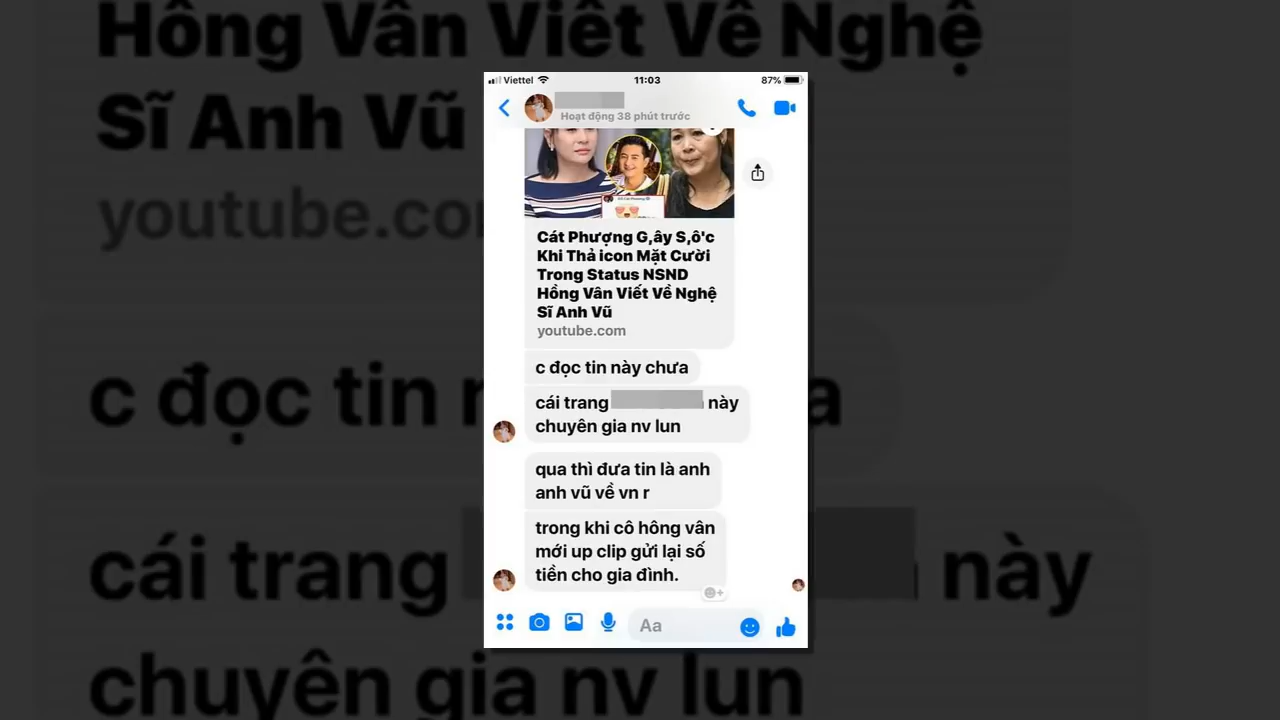 Hồng Vân Viết Về Nghệ
Sĩ Anh Vũ
Viettel
11:03
87%
Hoạt động 38 phút trước
Cát Phượng G,ây S,ô'c
Khi Thả icon Mặt Cười
Trong Status NSND
Hồng Vân Viết Về Nghệ
Sĩ Anh Vũ
youtube.com
c đọc tin này chưa
cái trang này
chuyên gia nv lun
qua thì đưa tin là anh
anh vũ về vn r
trong khi cô hông vân
mới up clip gửi lại số
tiền cho gia đình.
Aa
youtube.co
c đọc tin
cái trang
này
chuyên gia nv lun